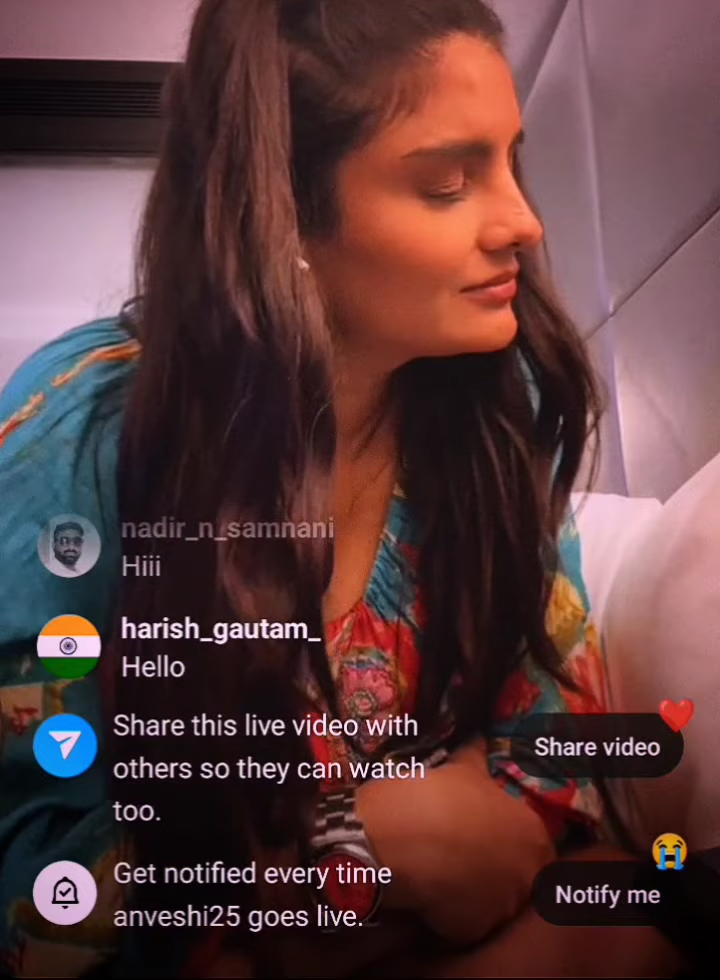 nadir_n_samnani
Hiii
harish_gautam_
Hello
Share this live video with
others so they can watch
too.
Share video
Get notified every time
anveshi25 goes live.
Notify me